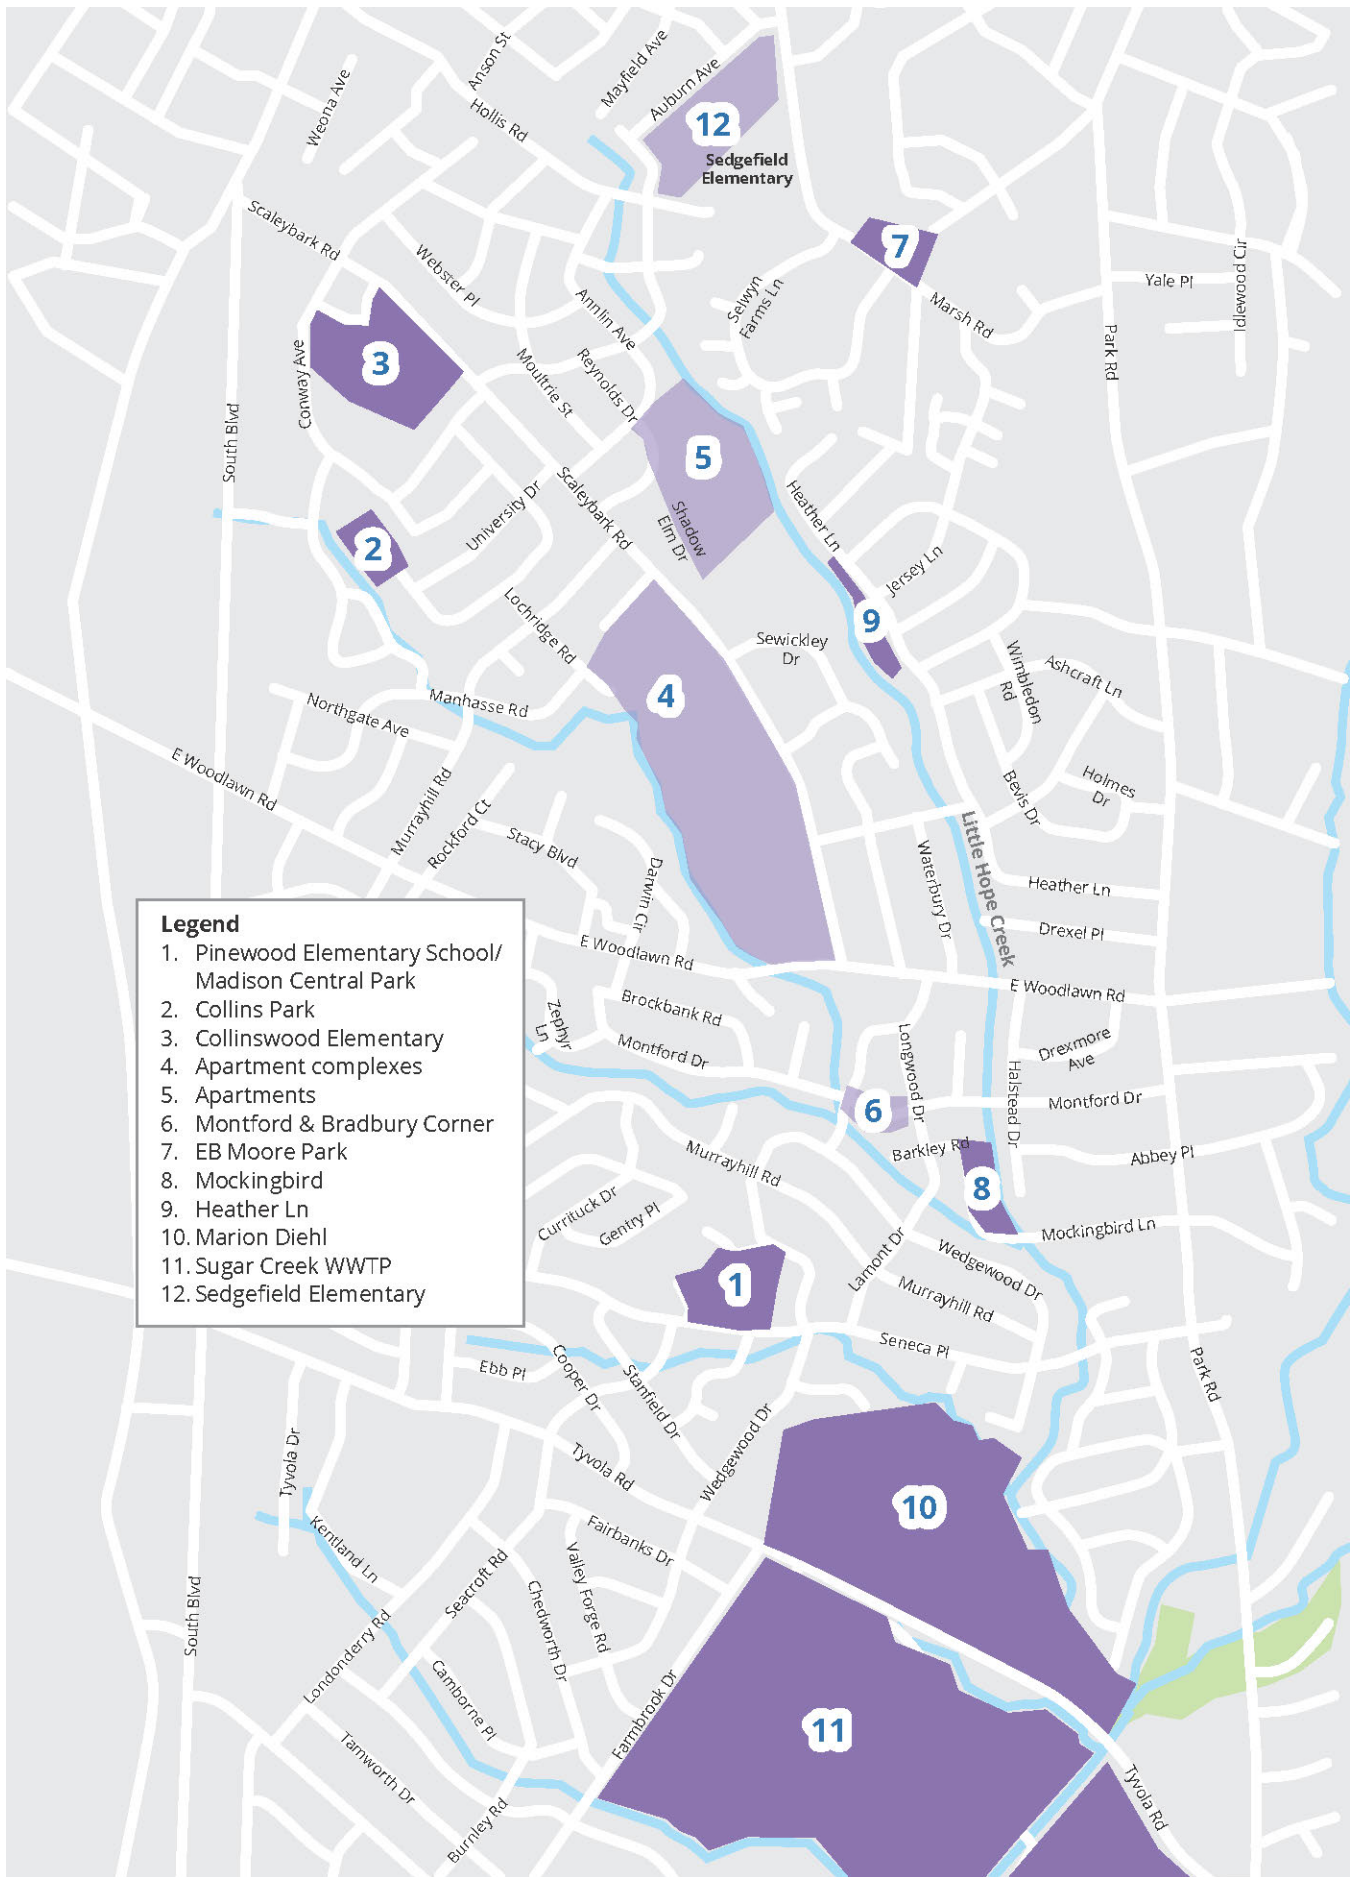 Anson St
Mayfield Ave
Auburn Ave
Weona Ave
Hollis Rd
12
Sedgefield
Elementary
Scaleybark Rd
Webster Pl
7
Selwyn
Farms Ln
Marsh Rd
Yale Pl
Idlewood Cir
Park Rd
Annlin Ave
Conway Ave
3
Moultrie St
Reynolds Dr
South Blvd
5
Scaleybark Rd
University Dr
Shadow
Elm Dr
Heather Ln
2
Jersey Ln
Lochridge Rd
9
Sewickley
Dr
Wimbledon
Rd
Ashcraft Ln
4
Manhasse Rd
Northgate Ave
E Woodlawn Rd
Murrayhill Rd
Rockford Ct
Stacy Blvd
Holmes
Dr
Bevis Dr
Little Hope Creek
Darwin Cir
Waterbury Dr
Heather Ln
Drexel Pl
E Woodlawn Rd
E Woodlawn Rd
Brockbank Rd
Zephyr
Ln
Montford Dr
Longwood Dr
Drexmore
Ave
Halstead Dr
6
Montford Dr
Barkley Rd
Murrayhill Rd
Abbey Pl
8
Currituck Dr
Gentry Pl
Mockingbird Ln
Lamont Dr
Wedgewood Dr
Murrayhill Rd
1
Seneca Pl
Legend
1. Pinewood Elementary School/
Madison Central Park
2. Collins Park
3. Collinswood Elementary
4. Apartment complexes
5. Apartments
6. Montford & Bradbury Corner
7. EB Moore Park
8. Mockingbird
9. Heather Ln
10. Marion Diehl
11. Sugar Creek WWTP
12. Sedgefield Elementary
Ebb Pl
Cooper Dr
Stanfield Dr
Park Rd
Tyvola Dr
Tyvola Rd
Wedgewood Dr
10
Kentland Ln
Fairbanks Dr
Valley Forge Rd
Seacroft Rd
Chedworth Dr
South Blvd
Londonderry Rd
Camborne Pl
Farmbrook Dr
11
Tamworth Dr
Burnley Rd
Tyvola Rd